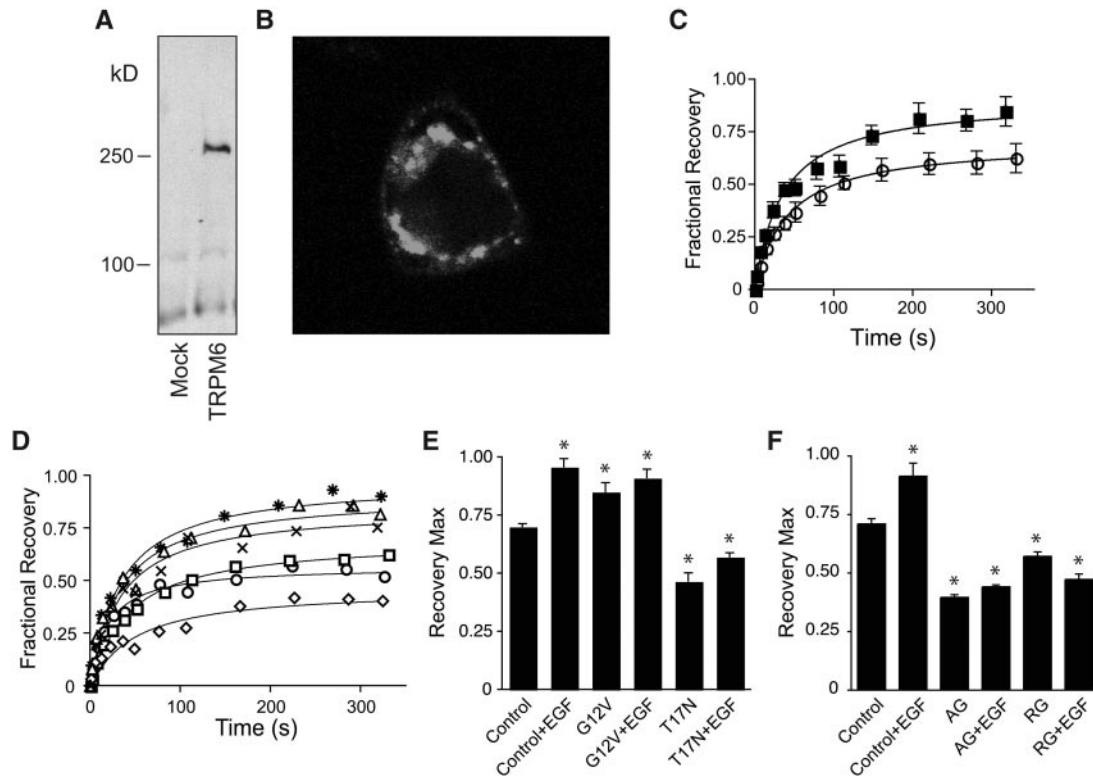 A
kD
250
100
Mock
TRPM6
B
C
Fractional Recovery
1.00
0.75
0.50
0.25
0
0
100
200
300
Time (s)
D
Fractional Recovery
1.00
0.75
0.50
0.25
0
0
100
200
300
Time (s)
E
Recovery Max
1.00
0.75
0.50
0.25
0
* * * * *
Control
Control+EGF
G12V
G12V+EGF
T17N
T17N+EGF
F
Recovery Max
1.00
0.75
0.50
0.25
0
* * * * *
Control
Control+EGF
AG
AG+EGF
RG
RG+EGF